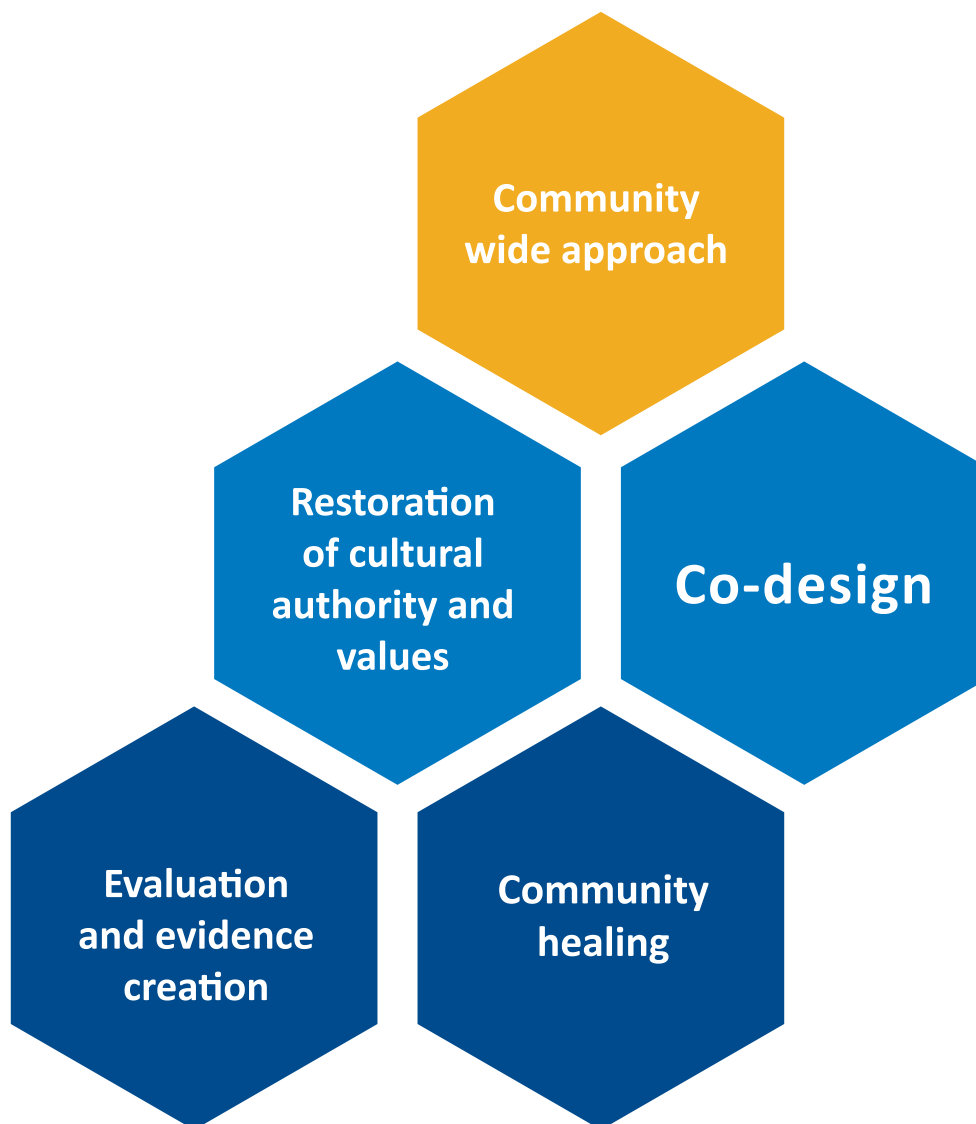 Community
wide approach
Restoration
of cultural
authority and
values
Co-design
Evaluation
and evidence
creation
Community
healing